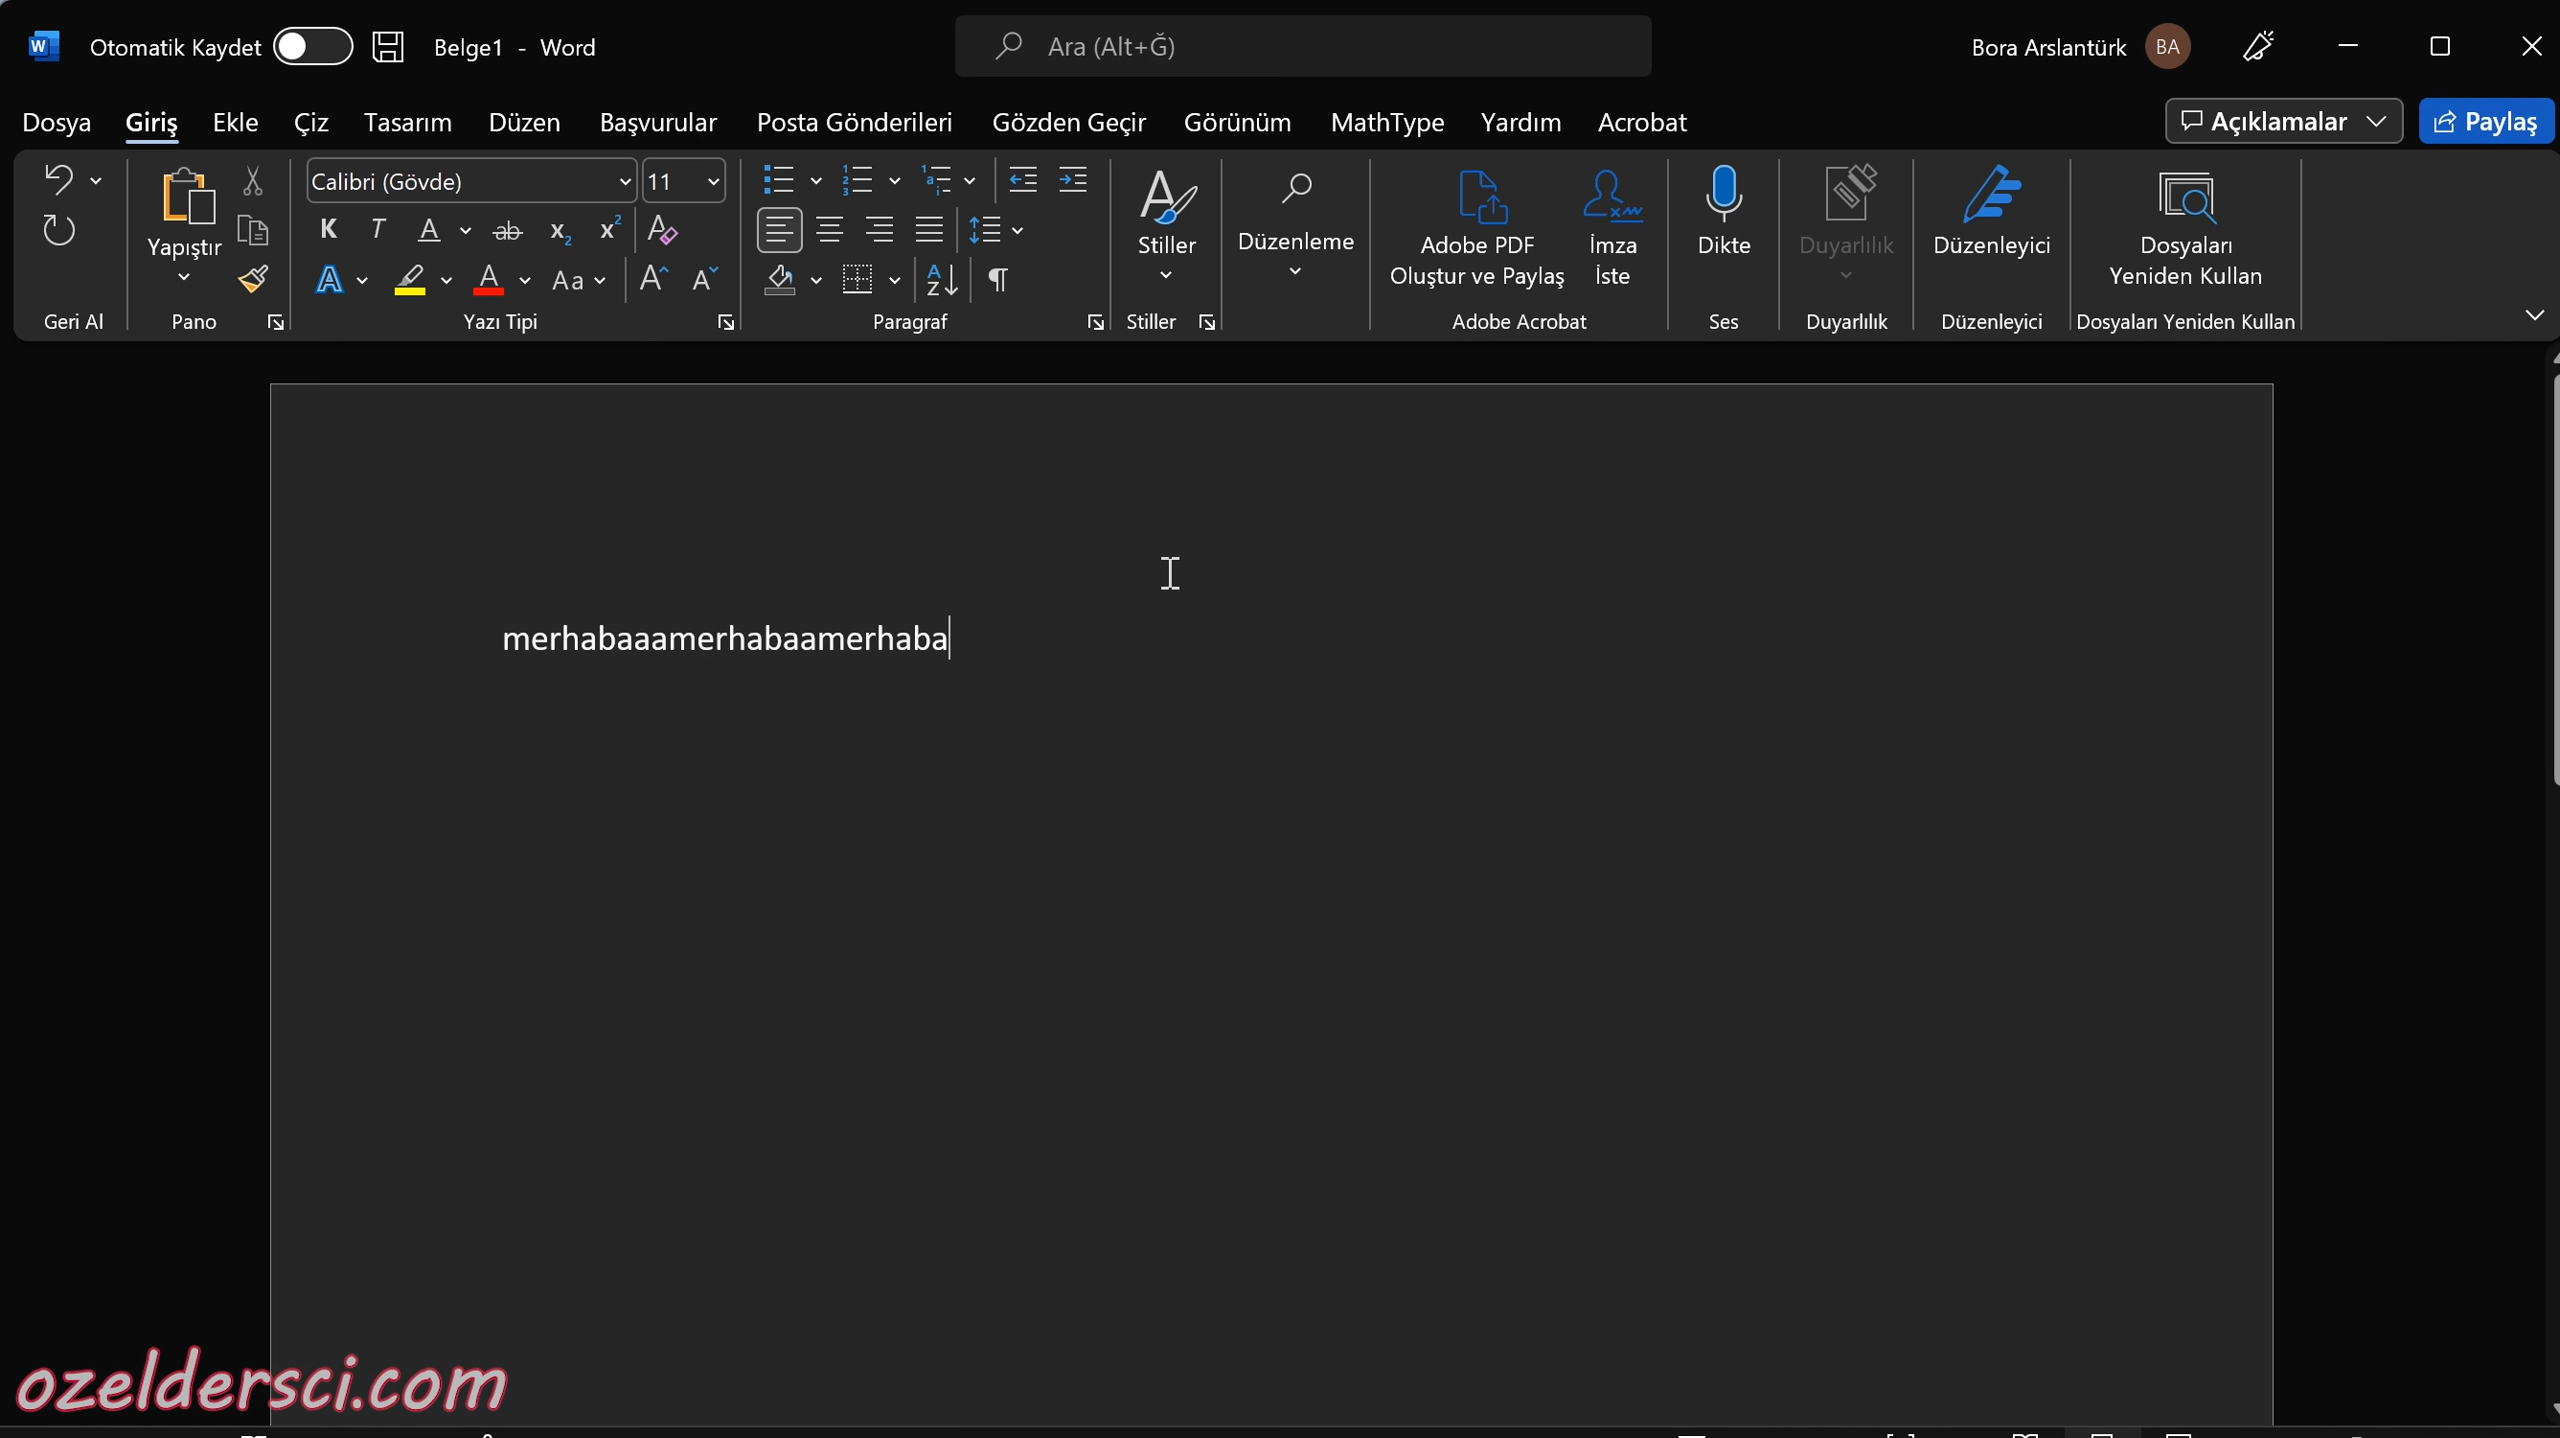 Otomatik Kaydet Belge1 - Word Ara (Alt+Ğ) Bora Arslantürk BA
Dosya Giriş Ekle Çiz Tasarım Düzen Başvurular Posta Gönderileri Gözden Geçir Görünüm MathType Yardım Acrobat Açıklamalar Paylaş
Calibri (Gövde) 11
K T A ab x₂ x²
Aa
Yapıştır
Stiller
Düzenleme
Adobe PDF
Oluştur ve Paylaş
İmza
İste
Dikte
Duyarlılık
Düzenleyici
Dosyaları
Yeniden Kullan
Geri Al Pano Yazı Tipi Paragraf Stiller Adobe Acrobat Ses Duyarlılık Düzenleyici Dosyaları Yeniden Kullan
merhabaaamerhabaamerhaba
ozeldersci.com